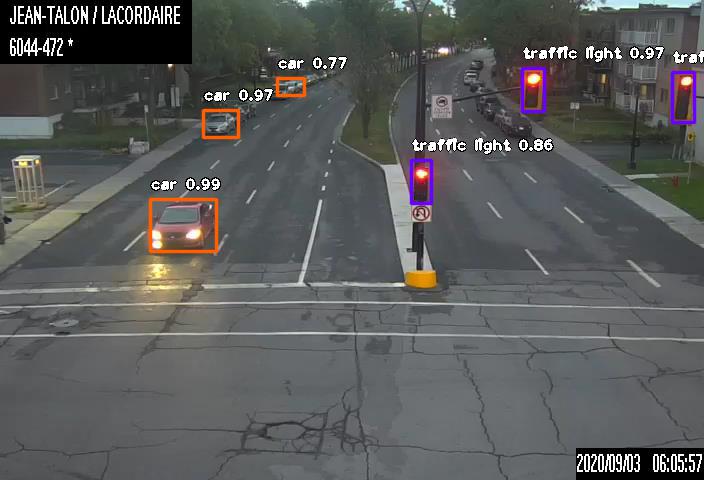 JEAN-TALON / LACORDAIRE
6044-472 *
traffic light 0.97
traf
car 0.77
car 0.97
traffic light 0.86
car 0.99
2020/09/03 06:05:57